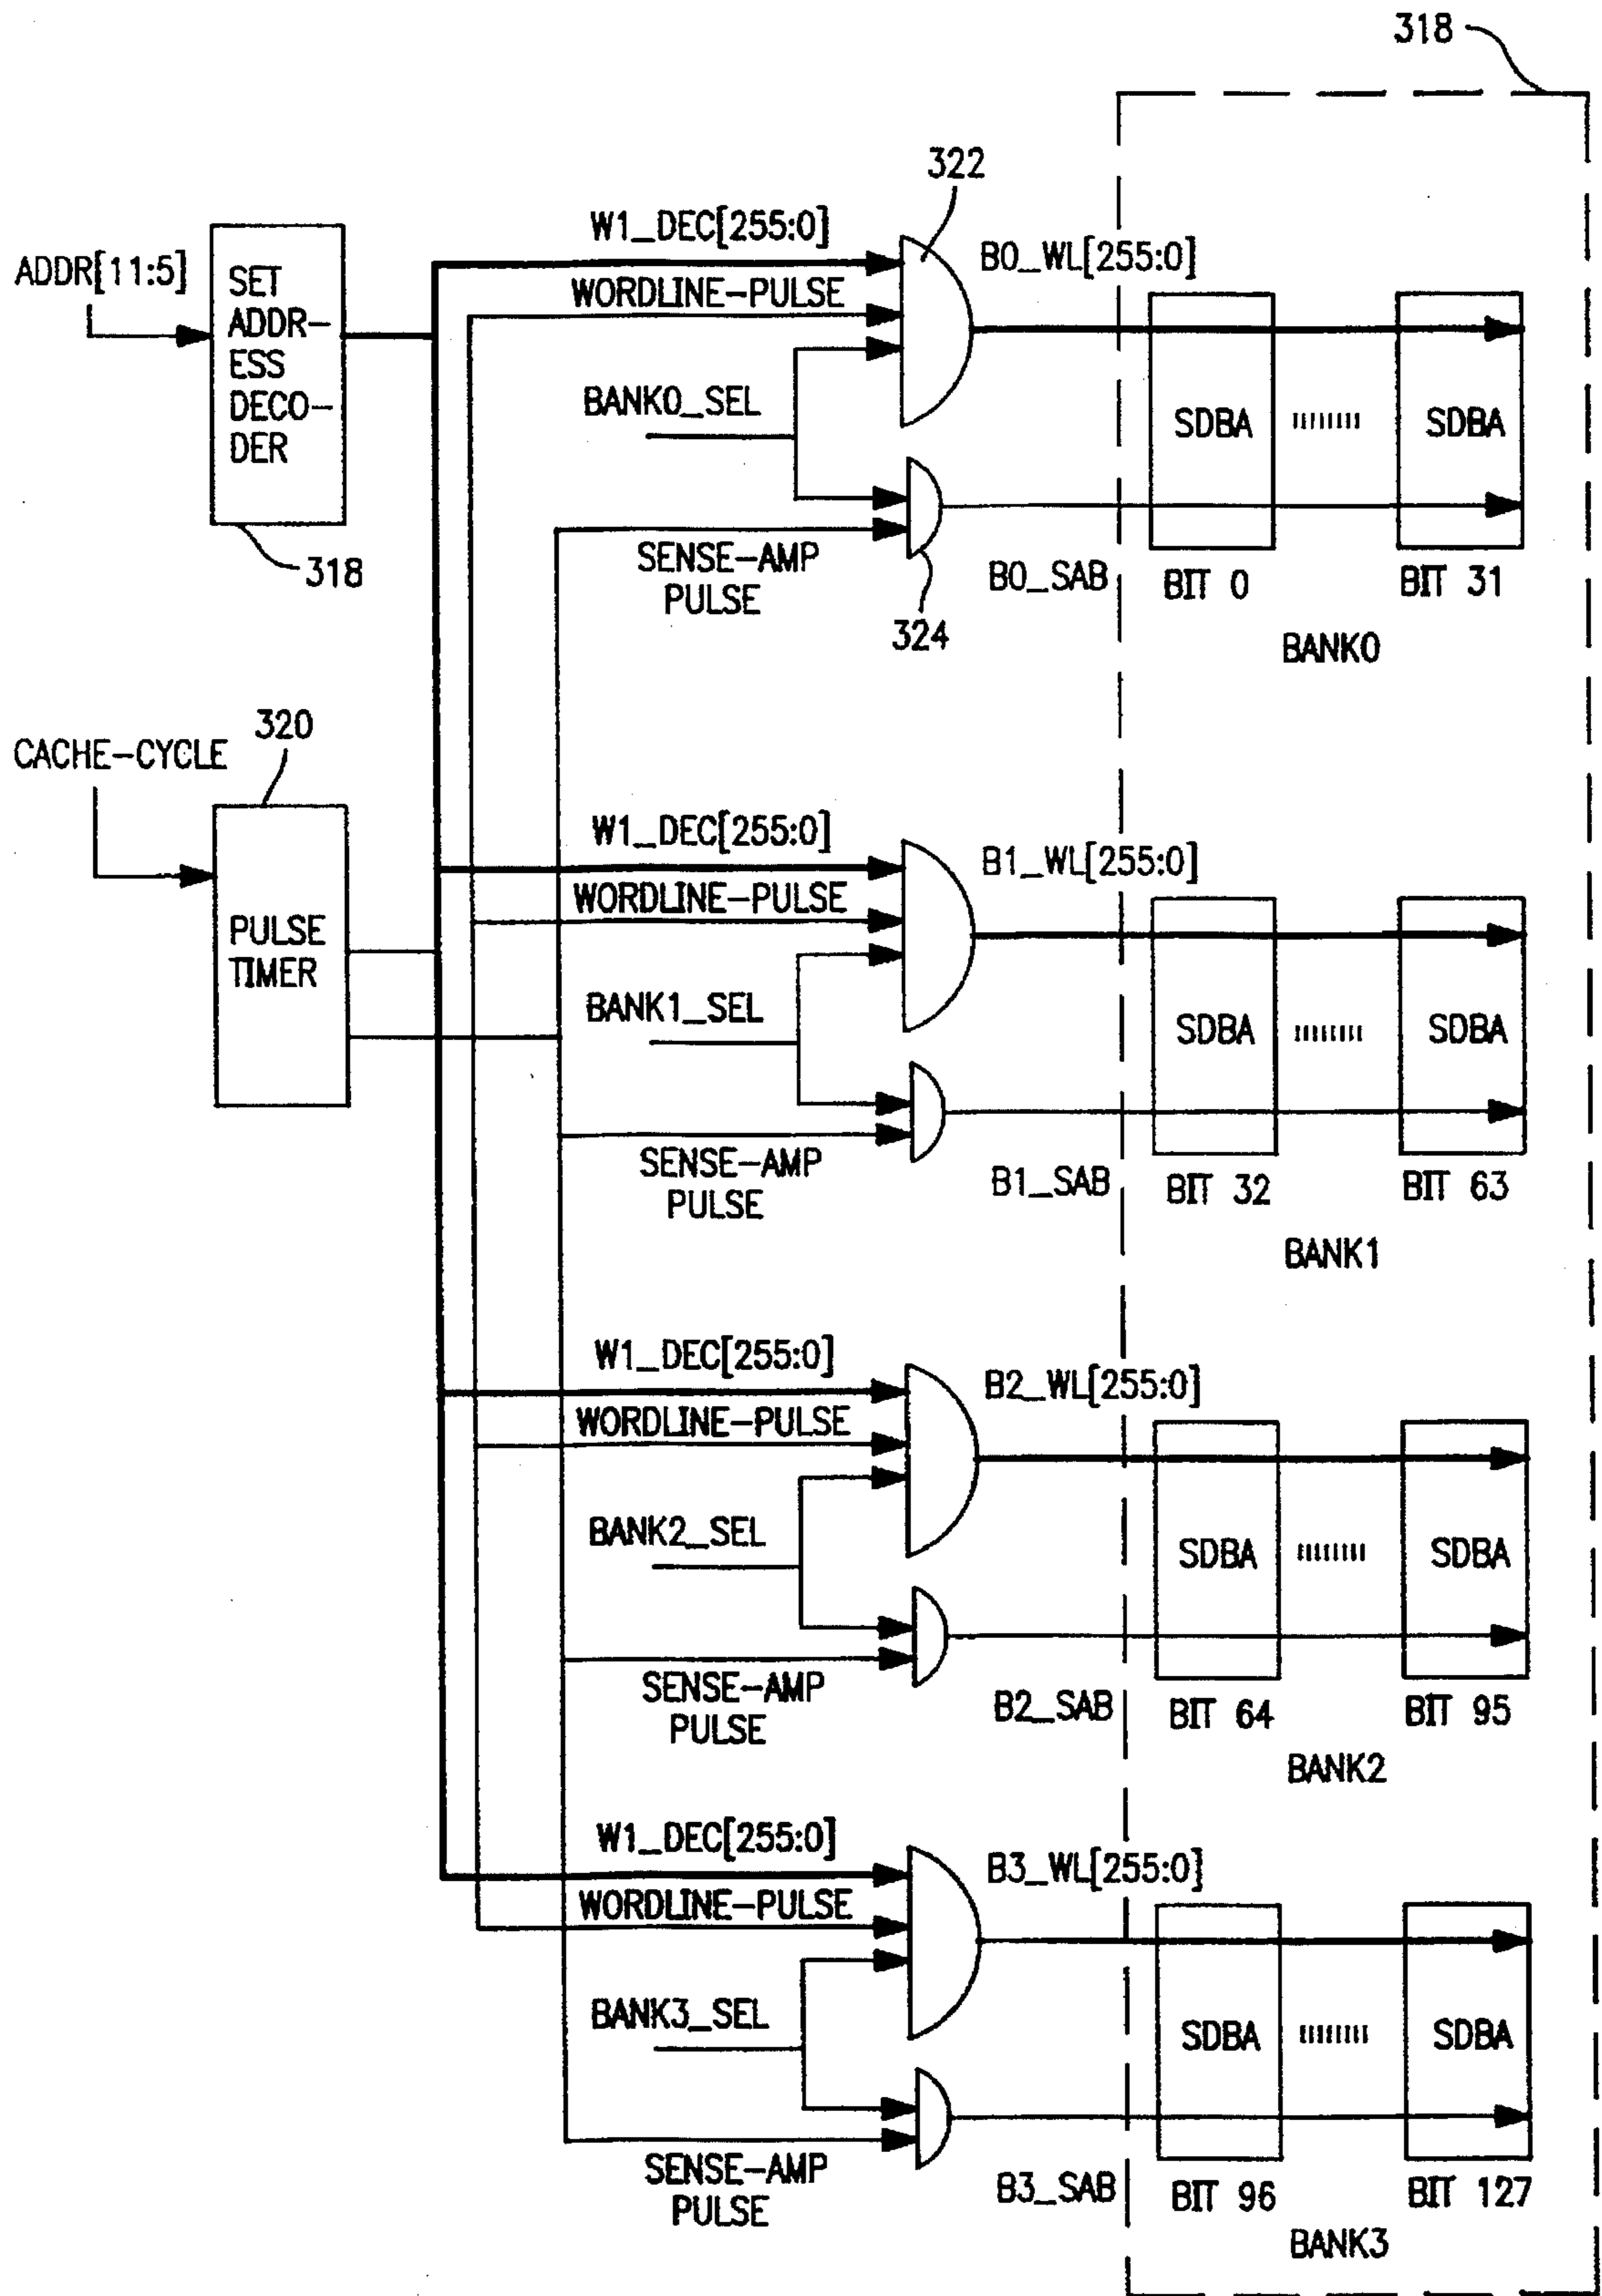 318
322
W1_DEC[255:0]
B0_WL[255:0]
ADDR[11:5]
SET
ADDR-
ESS
DECO-
DER
WORDLINE-PULSE
BANK0_SEL
SDBA
IIIIIIII
SDBA
318
SENSE-AMP
PULSE
324
B0_SAB
BIT 0
BIT 31
BANK0
320
CACHE-CYCLE
PULSE
TIMER
W1_DEC[255:0]
B1_WL[255:0]
WORDLINE-PULSE
BANK1_SEL
SDBA
IIIIIIII
SDBA
SENSE-AMP
PULSE
B1_SAB
BIT 32
BIT 63
BANK1
W1_DEC[255:0]
B2_WL[255:0]
WORDLINE-PULSE
BANK2_SEL
SDBA
IIIIIIII
SDBA
SENSE-AMP
PULSE
B2_SAB
BIT 64
BIT 95
BANK2
W1_DEC[255:0]
B3_WL[255:0]
WORDLINE-PULSE
BANK3_SEL
SDBA
IIIIIIII
SDBA
SENSE-AMP
PULSE
B3_SAB
BIT 96
BIT 127
BANK3